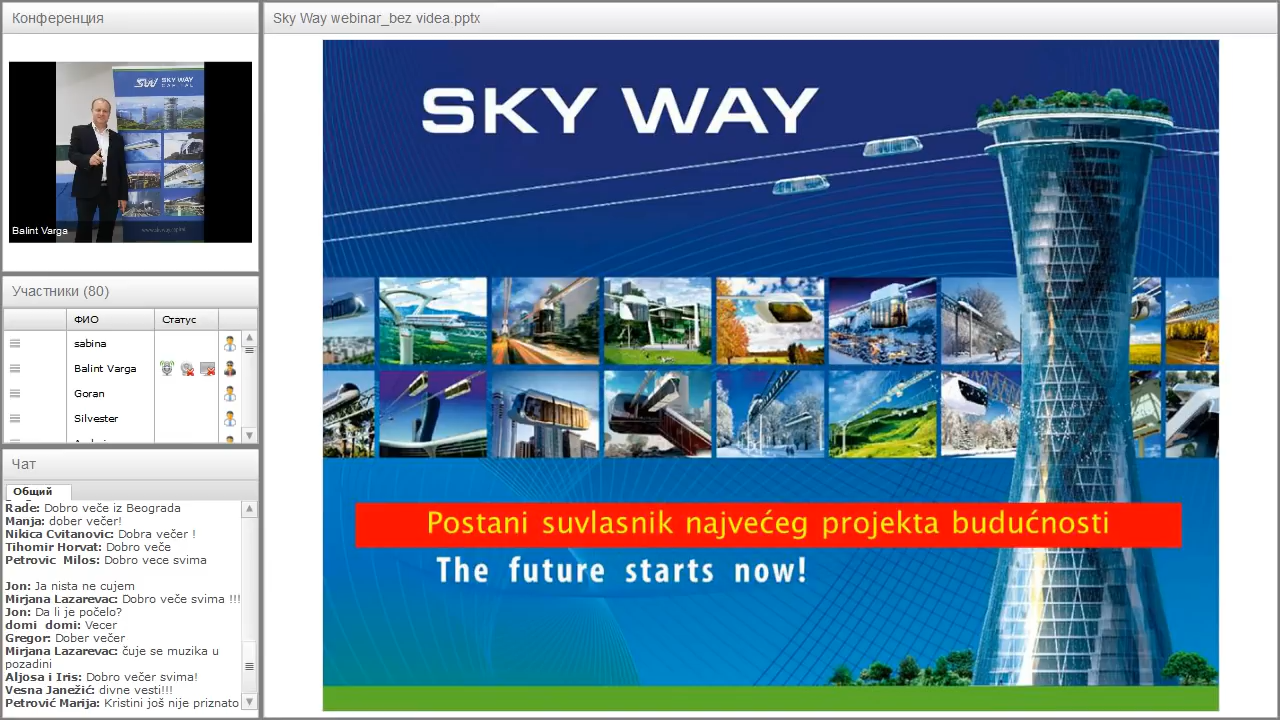 Конференция
SKY WAY
CAPITAL
Balint Varga
Участники (80)
ФИО Статус
sabina
Balint Varga
Goran
Silvester
Чат
Общий
Rade: Dobro veče iz Beograda
Manja: dober večer!
Nikica Cvitanovic: Dobra večer !
Tihomir Horvat: Dobro veče
Petrovic Milos: Dobro vece svima
Jon: Ja nista ne cujem
Mirjana Lazarevac: Dobro veče svima !!!
Jon: Da li je počelo?
domi domi: Vecer
Gregor: Dober večer
Mirjana Lazarevac: čuje se muzika u
pozadini
Aljosa i Iris: Dobro večer svima!
Vesna Janežić: divne vesti!!!
Petrović Marija: Kristini još nije priznato
Sky Way webinar_bez videa.pptx
SKY WAY
Postani suvlasnik najvećeg projekta budućnosti
The future starts now!